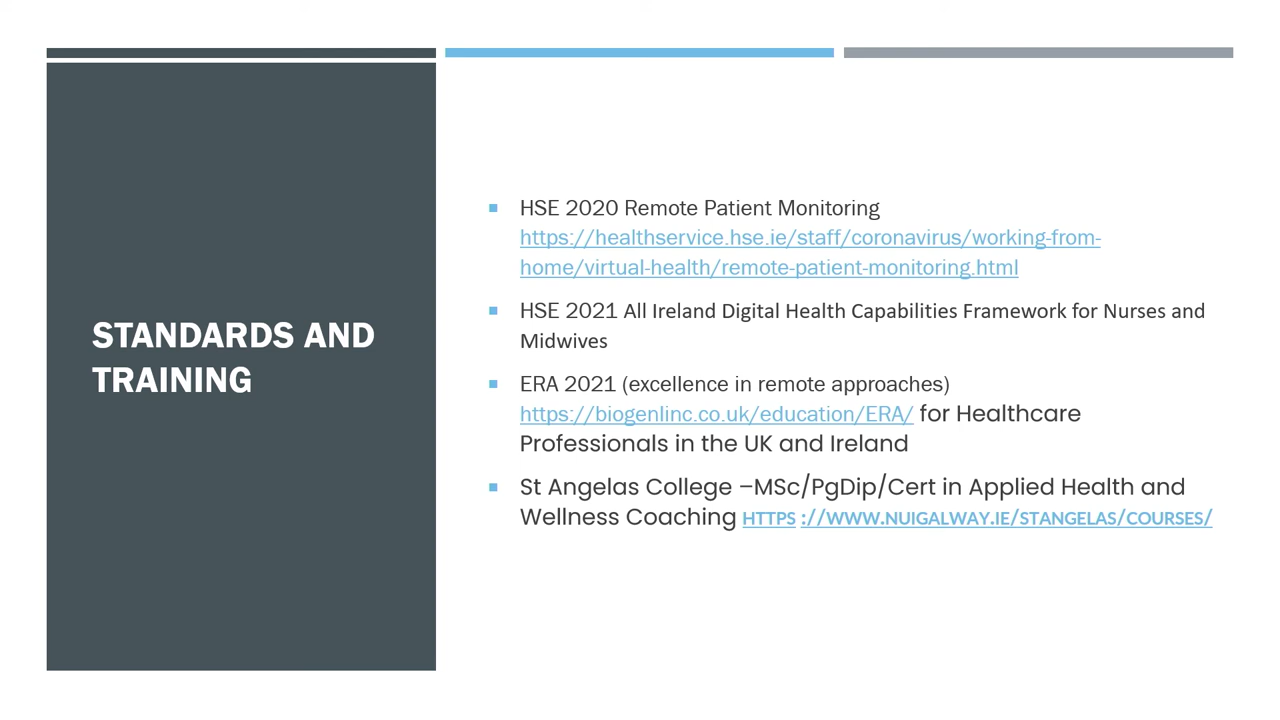 STANDARDS AND
TRAINING
HSE 2020 Remote Patient Monitoring
https://healthservice.hse.ie/staff/coronavirus/working-from-
home/virtual-health/remote-patient-monitoring.html
HSE 2021 All Ireland Digital Health Capabilities Framework for Nurses and
Midwives
ERA 2021 (excellence in remote approaches)
https://biogenlinc.co.uk/education/ERA/ for Healthcare
Professionals in the UK and Ireland
St Angelas College –MSc/PgDip/Cert in Applied Health and
Wellness Coaching HTTPS ://WWW.NUIGALWAY.IE/STANGELAS/COURSES/